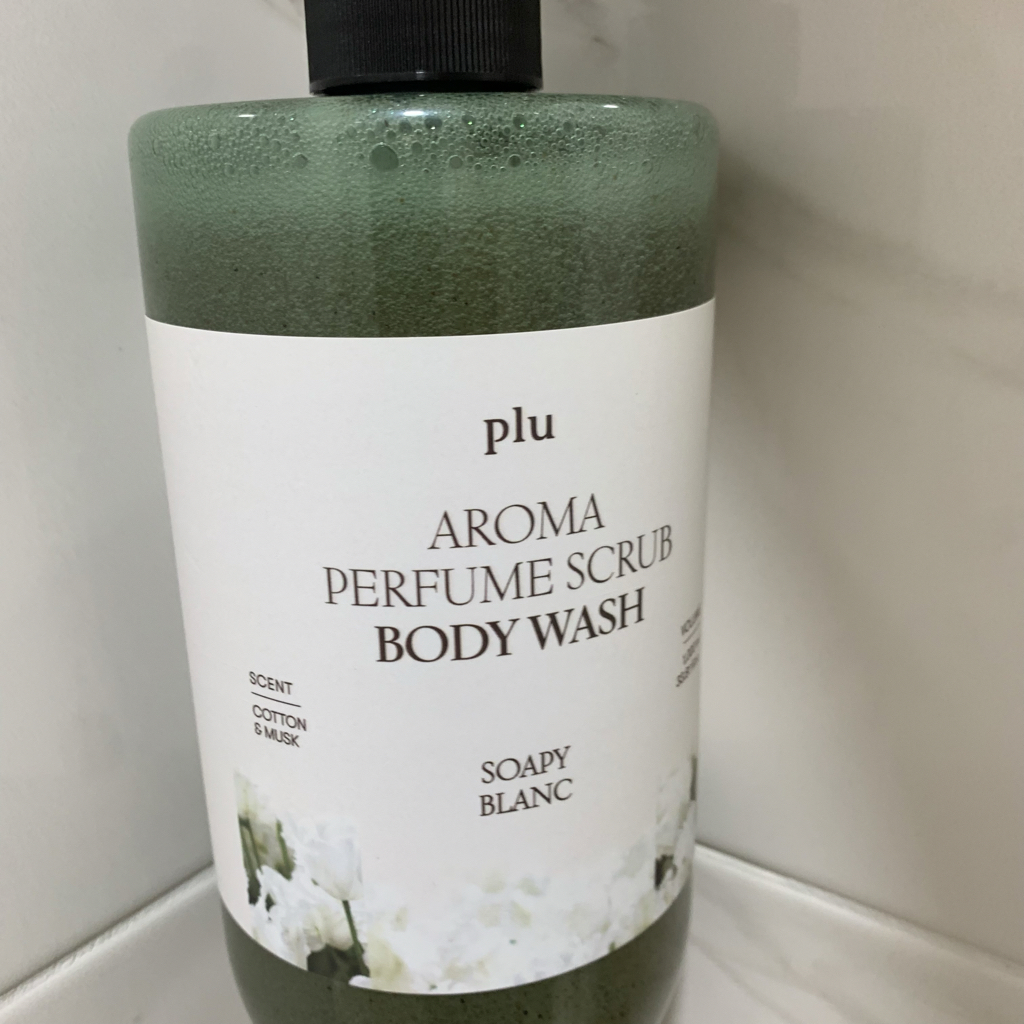 plu
AROMA
PERFUME SCRUB
BODY WASH
SCENT
COTTON
& MUSK
SOAPY
BLANC